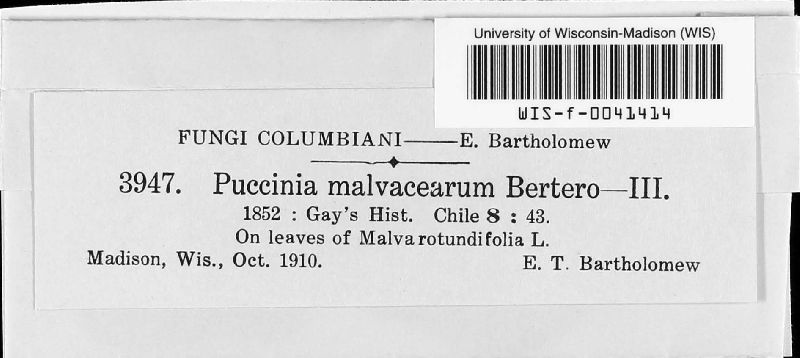 University of Wisconsin-Madison (WIS)
WIS-f-0041414
FUNGI COLUMBIANI—E. Bartholomew
3947. Puccinia malvacearum Bertero—III.
1852 : Gay's Hist. Chile 8 : 43.
On leaves of Malva rotundifolia L.
Madison, Wis., Oct. 1910. E. T. Bartholomew